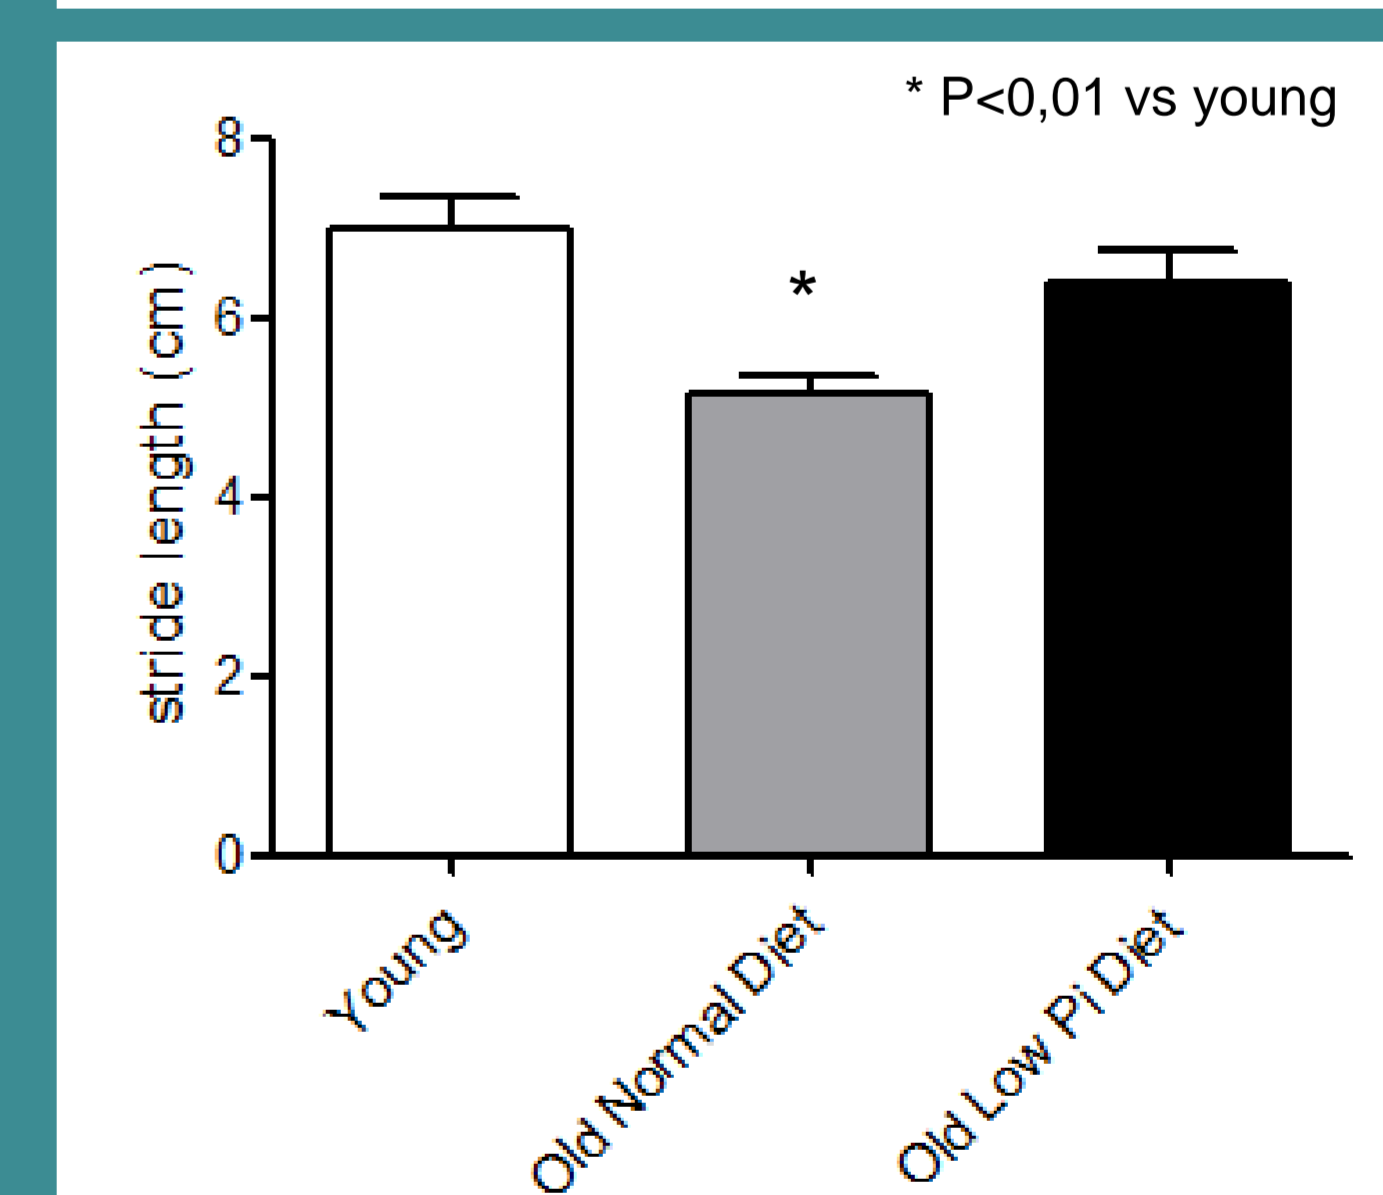 * P<0,01 vs young
8
6
4
2
0
stride length (cm)
*
Young
Old Normal Diet
Old Low Pi Diet